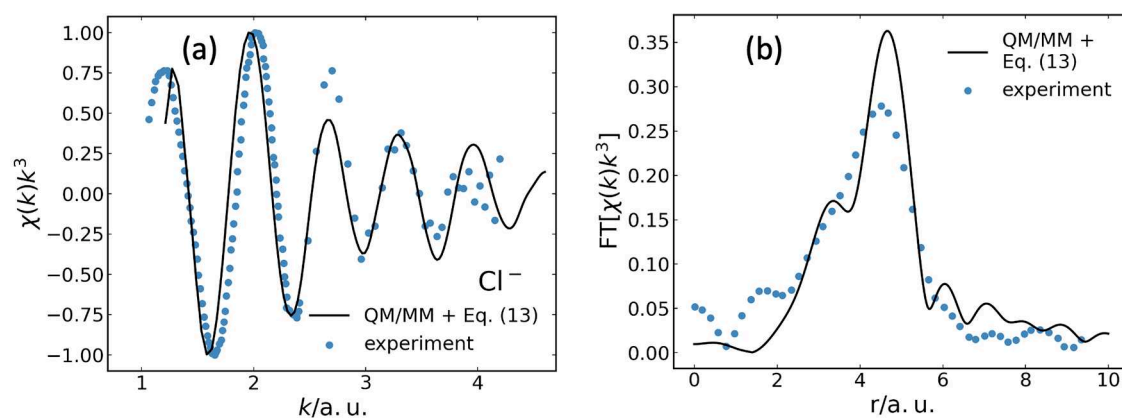 (a)
1.00
0.75
0.50
0.25
0.00
−0.25
−0.50
−0.75
−1.00
χ(k)k³
Cl⁻
QM/MM + Eq. (13)
experiment
1 2 3 4
k/a. u.
(b)
0.35
0.30
0.25
0.20
0.15
0.10
0.05
0.00
FT[χ(k)k³]
QM/MM +
Eq. (13)
experiment
0 2 4 6 8 10
r/a. u.